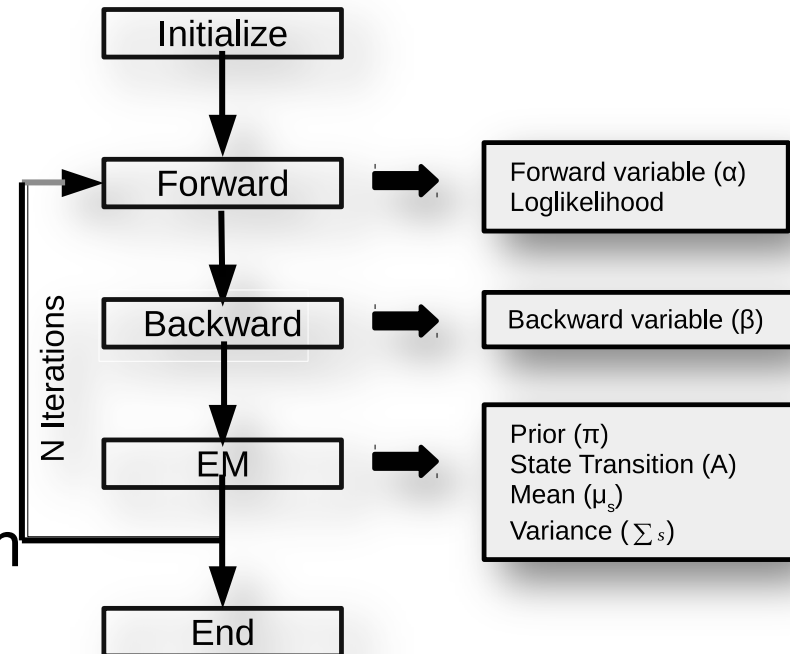 Initialize
Forward
Forward variable (α)
Loglikelihood
Backward
Backward variable (β)
N Iterations
EM
Prior (π)
State Transition (A)
Mean (μₛ)
Variance (∑ s)
n
End